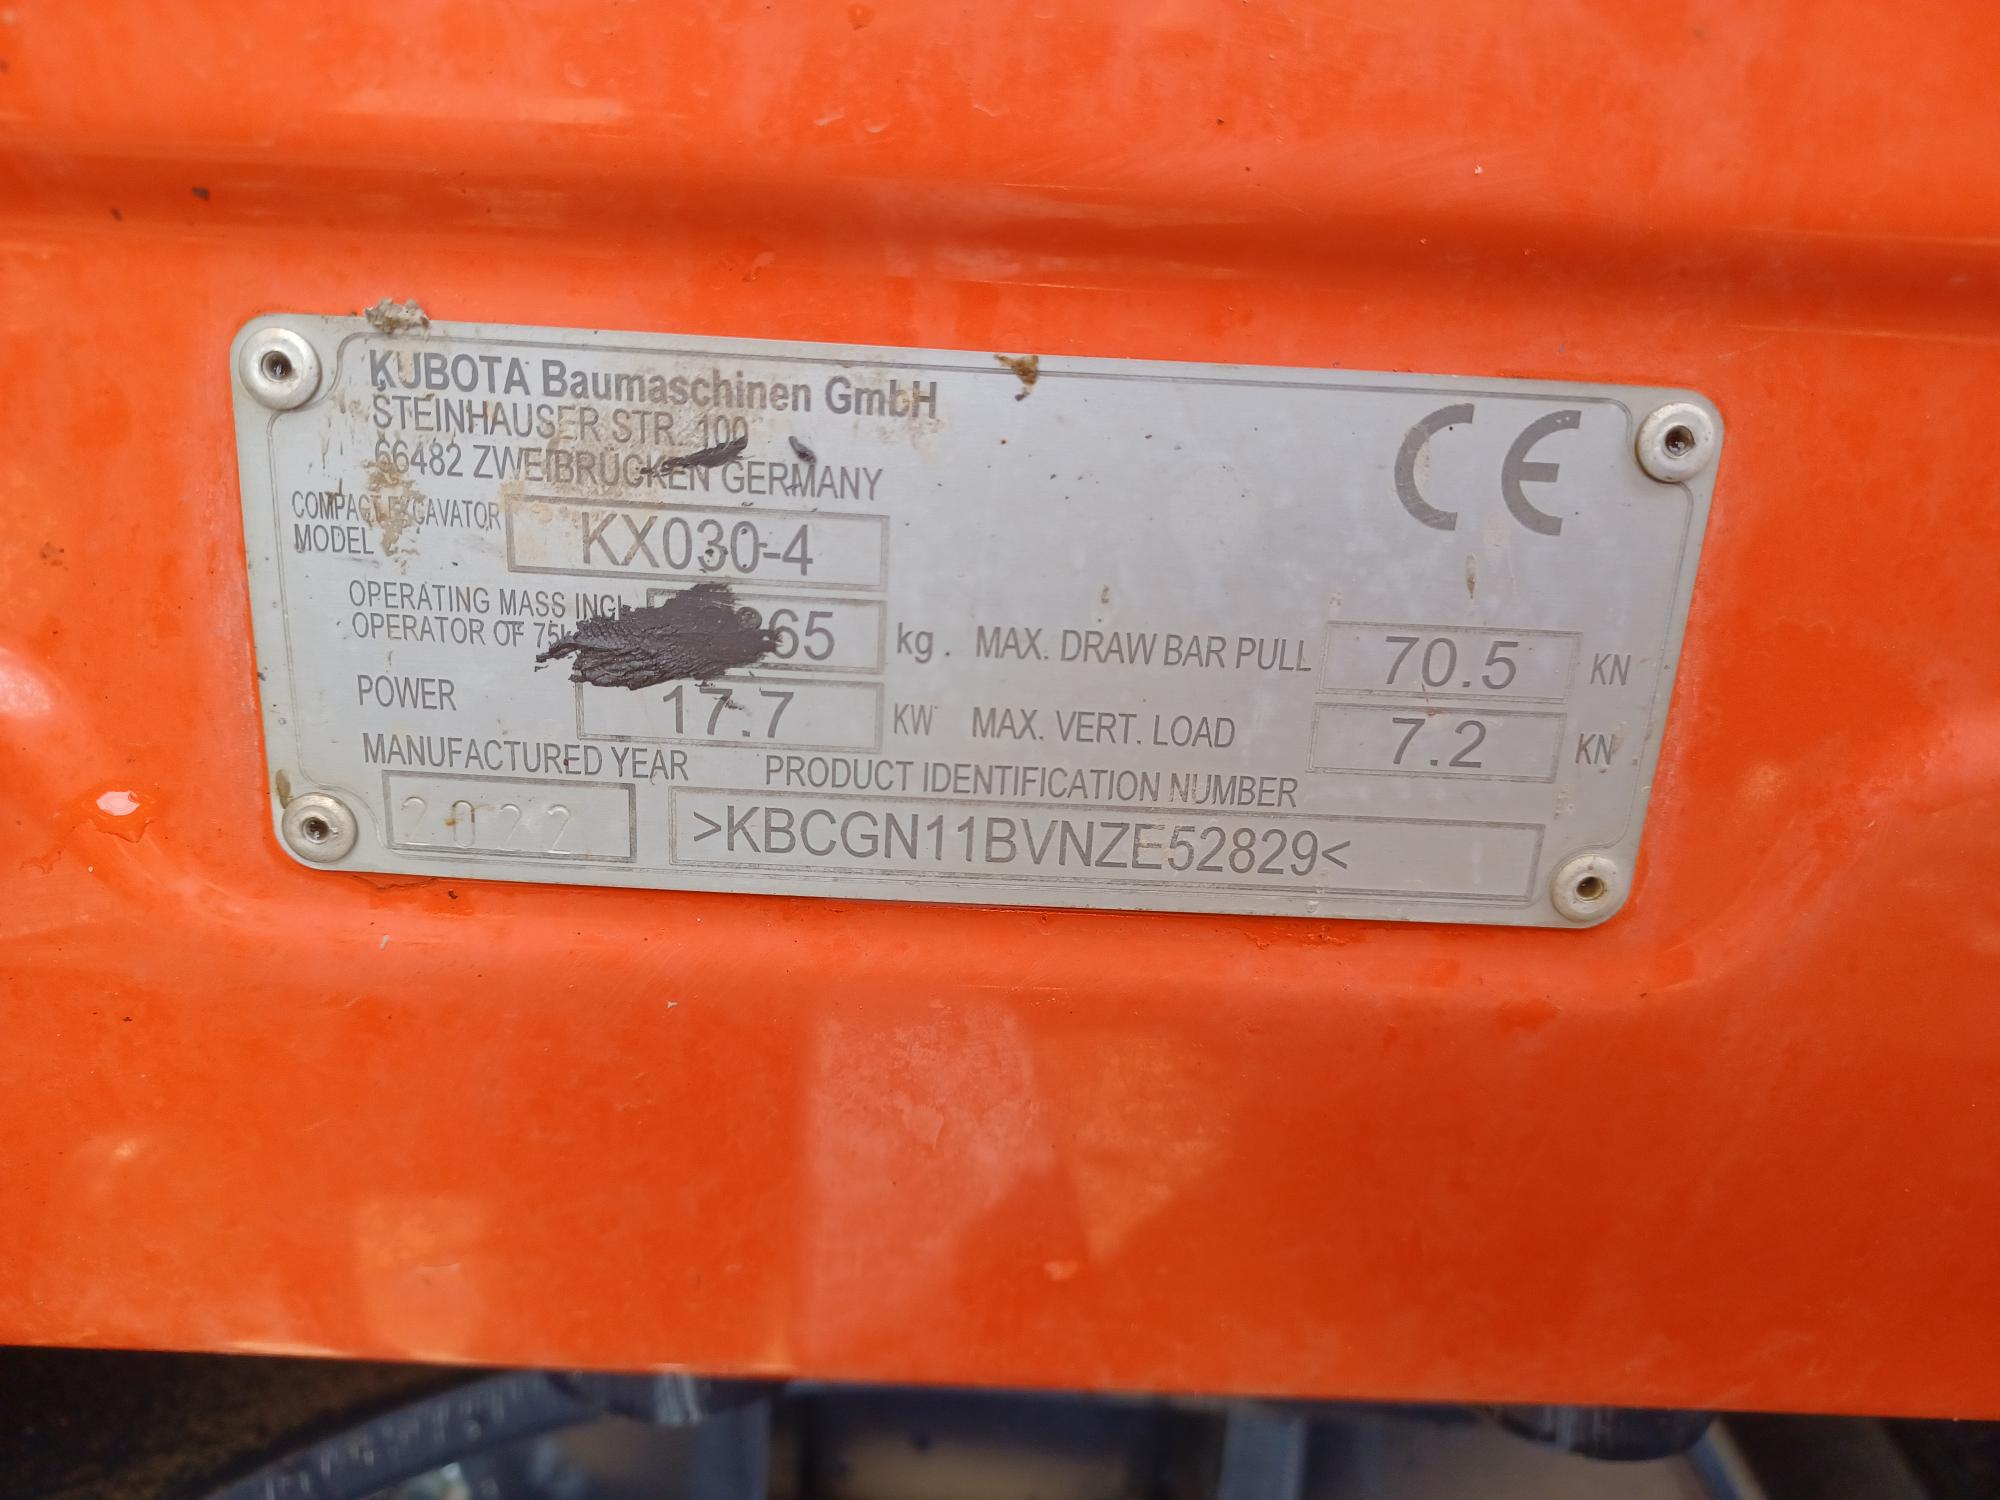 KUBOTA Baumaschinen GmbH
STEINHAUSER STR. 100
66482 ZWEIBRÜCKEN GERMANY
COMPACT EXCAVATOR
MODEL
KX030-4
CE
OPERATING MASS INCL
OPERATOR OF
kg. MAX. DRAW BAR PULL 70.5 KN
POWER 17.7 KW MAX. VERT. LOAD 7.2 KN
MANUFACTURED YEAR PRODUCT IDENTIFICATION NUMBER
2022 >KBCGN11BVNZE52829<